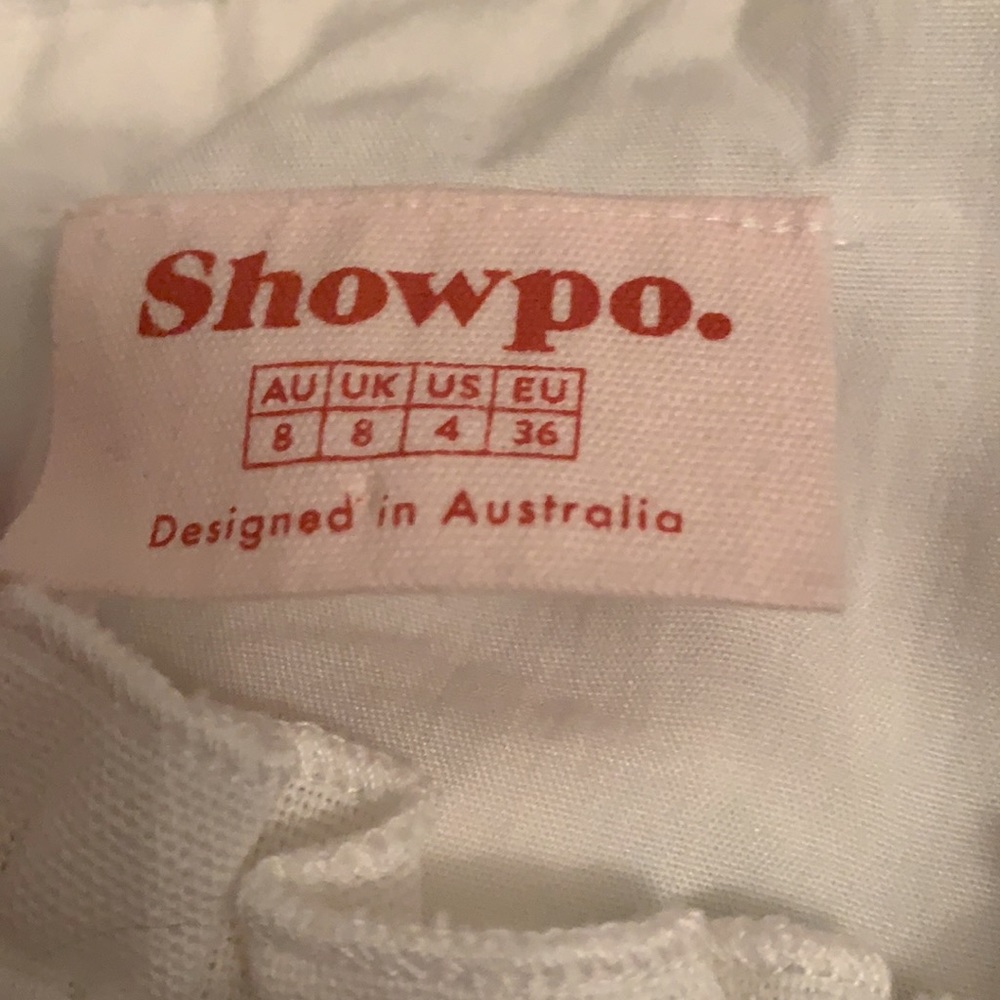 Showpo.
AU UK US EU
8 8 4 36
Designed in Australia